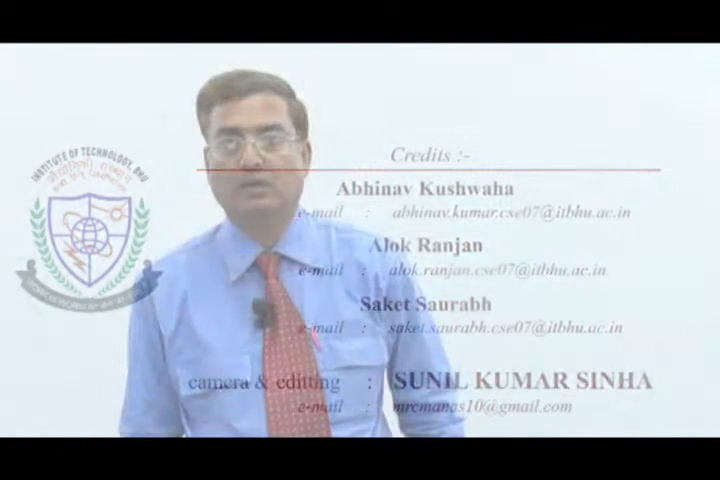 INSTITUTE OF TECHNOLOGY, BHU
Credits :-
Abhinav Kushwaha
e-mail : abhinav.kumar.cse07@itbhu.ac.in
Alok Ranjan
e-mail : alok.ranjan.cse07@itbhu.ac.in
Saket Saurabh
e-mail : saket.saurabh.cse07@itbhu.ac.in
camera & editting : SUNIL KUMAR SINHA
e-mail : mrcmanas10@gmail.com